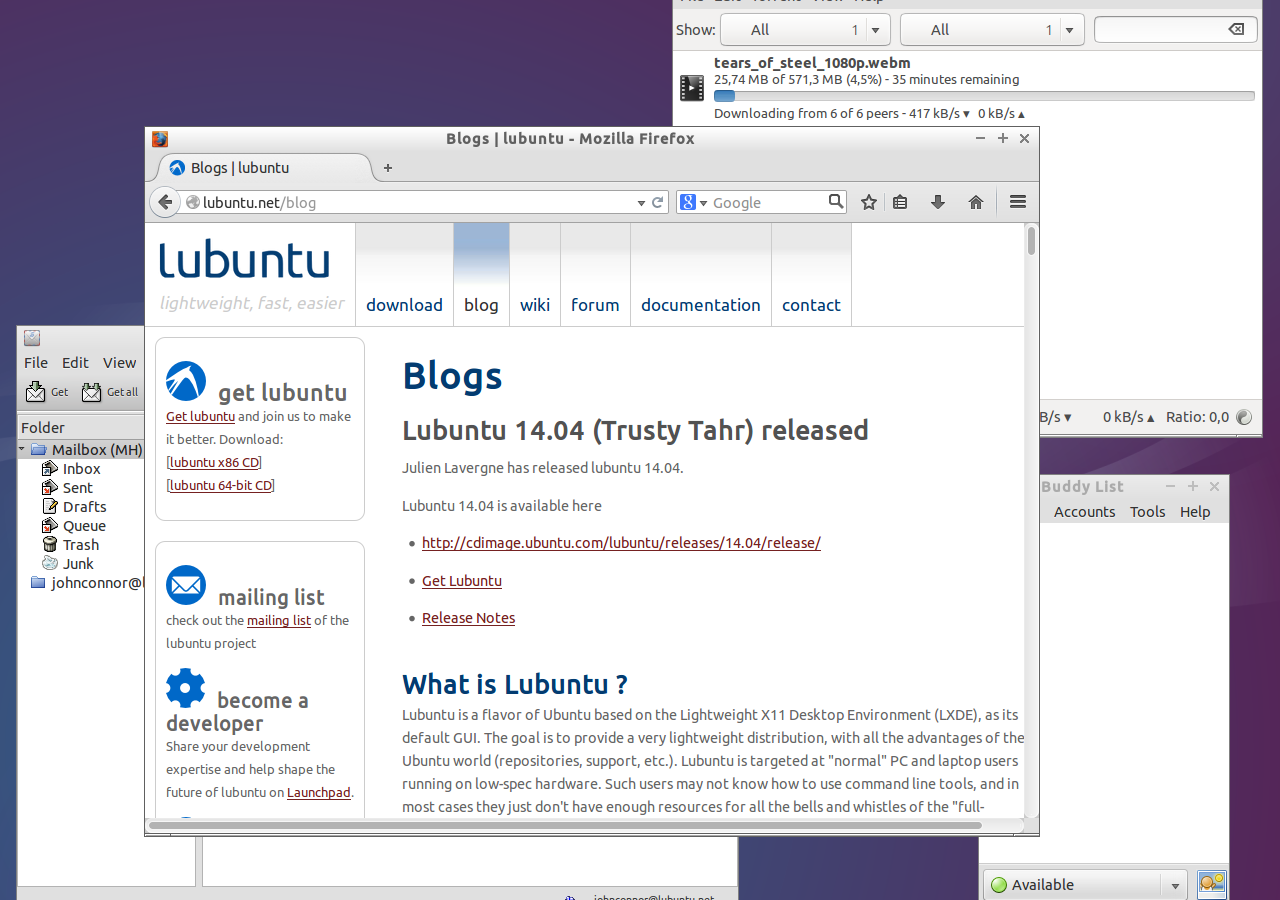 Show:
All 1
All 1
tears_of_steel_1080p.webm
25,74 MB of 571,3 MB (4,5%) - 35 minutes remaining
Downloading from 6 of 6 peers - 417 kB/s ▾ 0 kB/s ▴
Blogs | lubuntu - Mozilla Firefox
Blogs | lubuntu
lubuntu.net/blog
Google
lubuntu
lightweight, fast, easier
download
blog
wiki
forum
documentation
contact
get lubuntu
Get lubuntu and join us to make
it better. Download:
[lubuntu x86 CD]
[lubuntu 64-bit CD]
mailing list
check out the mailing list of the
lubuntu project
become a
developer
Share your development
expertise and help shape the
future of lubuntu on Launchpad.
Blogs
Lubuntu 14.04 (Trusty Tahr) released
Julien Lavergne has released lubuntu 14.04.
Lubuntu 14.04 is available here
• http://cdimage.ubuntu.com/lubuntu/releases/14.04/release/
• Get Lubuntu
• Release Notes
What is Lubuntu ?
Lubuntu is a flavor of Ubuntu based on the Lightweight X11 Desktop Environment (LXDE), as its
default GUI. The goal is to provide a very lightweight distribution, with all the advantages of the
Ubuntu world (repositories, support, etc.). Lubuntu is targeted at "normal" PC and laptop users
running on low-spec hardware. Such users may not know how to use command line tools, and in
most cases they just don't have enough resources for all the bells and whistles of the "full-
File Edit View
Get Get all
Folder
Mailbox (MH)
Inbox
Sent
Drafts
Queue
Trash
Junk
johnconnor@l
B/s ▾ 0 kB/s ▴ Ratio: 0,0
Buddy List
Accounts Tools Help
Available
johnconnor@lubuntu.net